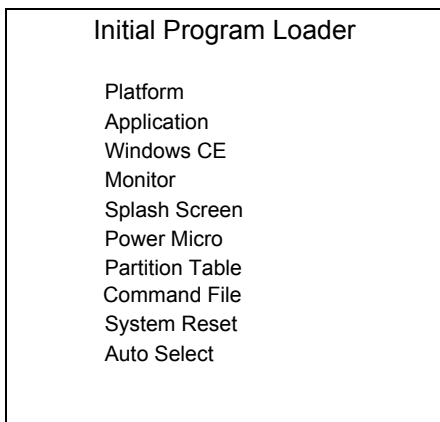 Initial Program Loader
Platform
Application
Windows CE
Monitor
Splash Screen
Power Micro
Partition Table
Command File
System Reset
Auto Select